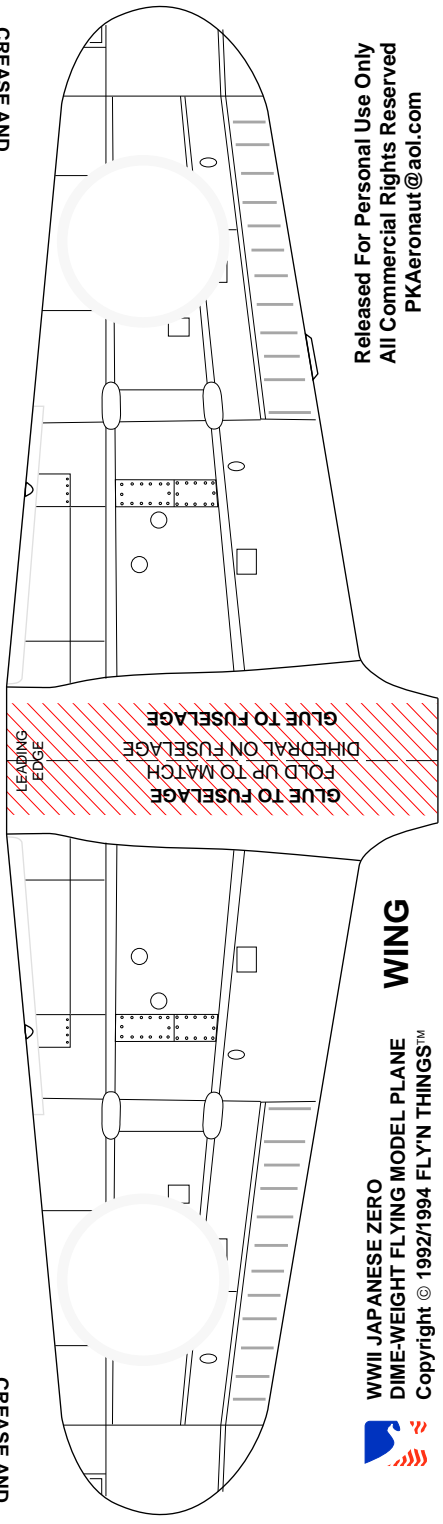 CREASE AND
Released For Personal Use Only
All Commercial Rights Reserved
PKAeronaut@aol.com
LEADING
EDGE
GLUE TO FUSELAGE
DIHEDRAL ON FUSELAGE
FOLD UP TO MATCH
GLUE TO FUSELAGE
WING
WWII JAPANESE ZERO
DIME-WEIGHT FLYING MODEL PLANE
Copyright © 1992/1994 FLY'N THINGS™
CREASE AND